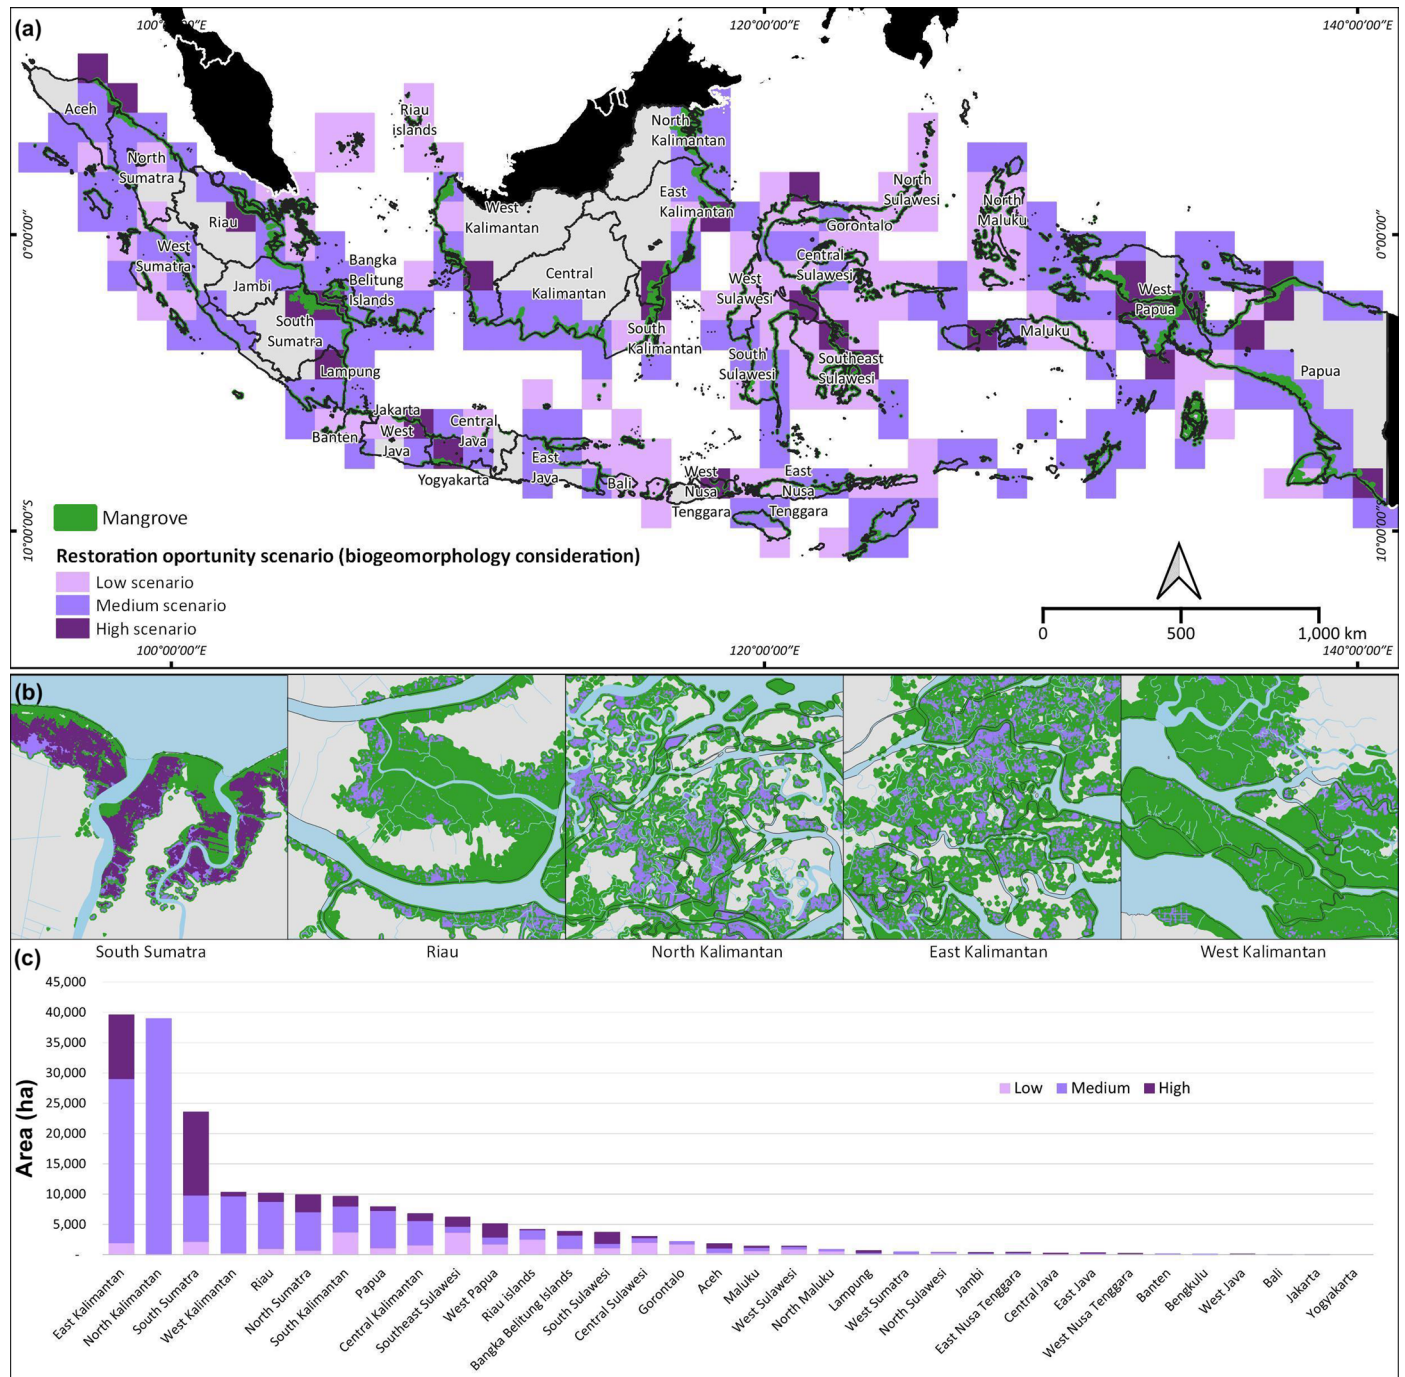 (a)
100°00'00"E
120°00'00"E
140°00'00"E
0°00'00"
0°00'00"
Aceh
North
Sumatra
Riau
islands
Riau
West
Sumatra
Jambi
Bangka
Belitung
Islands
South
Sumatra
Lampung
North
Kalimantan
East
Kalimantan
West
Kalimantan
Central
Kalimantan
South
Kalimantan
North
Sulawesi
Gorontalo
Central
Sulawesi
West
Sulawesi
South
Sulawesi
Southeast
Sulawesi
North
Maluku
Maluku
West
Papua
Papua
Jakarta
Banten
West
Java
Central
Java
Yogyakarta
East
Java
Bali
West
Nusa
Tenggara
East
Nusa
Tenggara
10°00'00"S
10°00'00"S
Mangrove
Restoration oportunity scenario (biogeomorphology consideration)
Low scenario
Medium scenario
High scenario
0 500 1,000 km
100°00'00"E
120°00'00"E
140°00'00"E
(b)
South Sumatra
Riau
North Kalimantan
East Kalimantan
West Kalimantan
(c)
Area (ha)
45,000
40,000
35,000
30,000
25,000
20,000
15,000
10,000
5,000
-
Low Medium High
East Kalimantan
North Kalimantan
South Sumatra
West Kalimantan
Riau
North Sumatra
South Kalimantan
Papua
Central Kalimantan
Southeast Sulawesi
West Papua
Riau islands
Bangka Belitung Islands
South Sulawesi
Central Sulawesi
Gorontalo
Aceh
Maluku
West Sulawesi
North Maluku
Lampung
West Sumatra
North Sulawesi
Jambi
East Nusa Tenggara
Central Java
East Java
West Nusa Tenggara
Banten
Bengkulu
West Java
Bali
Jakarta
Yogyakarta